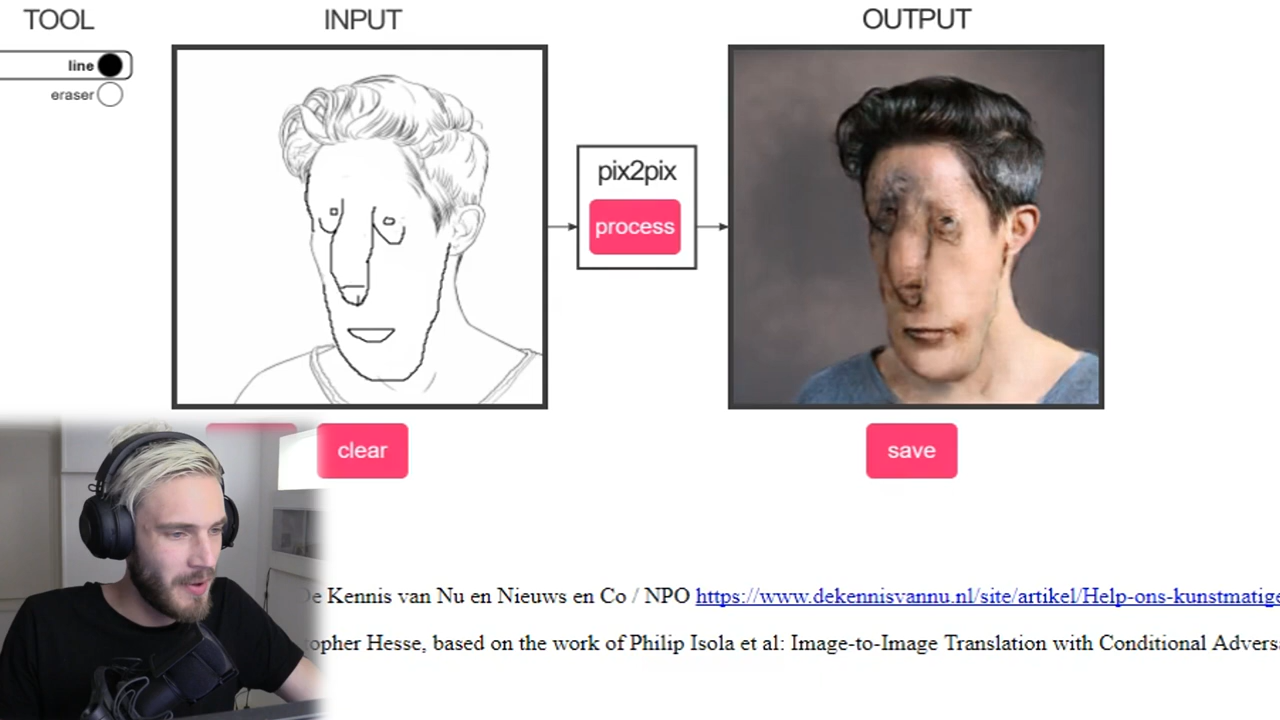 TOOL
INPUT
OUTPUT
line
eraser
pix2pix
process
clear
save
De Kennis van Nu en Nieuws en Co / NPO https://www.dekennisvannu.nl/site/artikel/Help-ons-kunstmatige
topher Hesse, based on the work of Philip Isola et al: Image-to-Image Translation with Conditional Advers